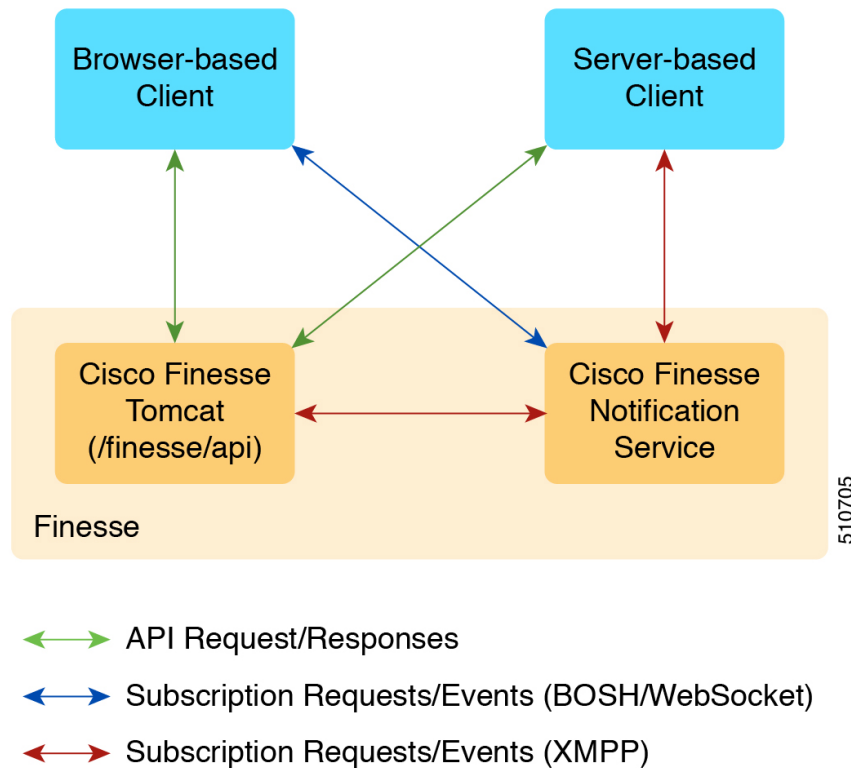 Browser-based
Client
Server-based
Client
Cisco Finesse
Tomcat
(/finesse/api)
Cisco Finesse
Notification
Service
Finesse
510705
API Request/Responses
Subscription Requests/Events (BOSH/WebSocket)
Subscription Requests/Events (XMPP)